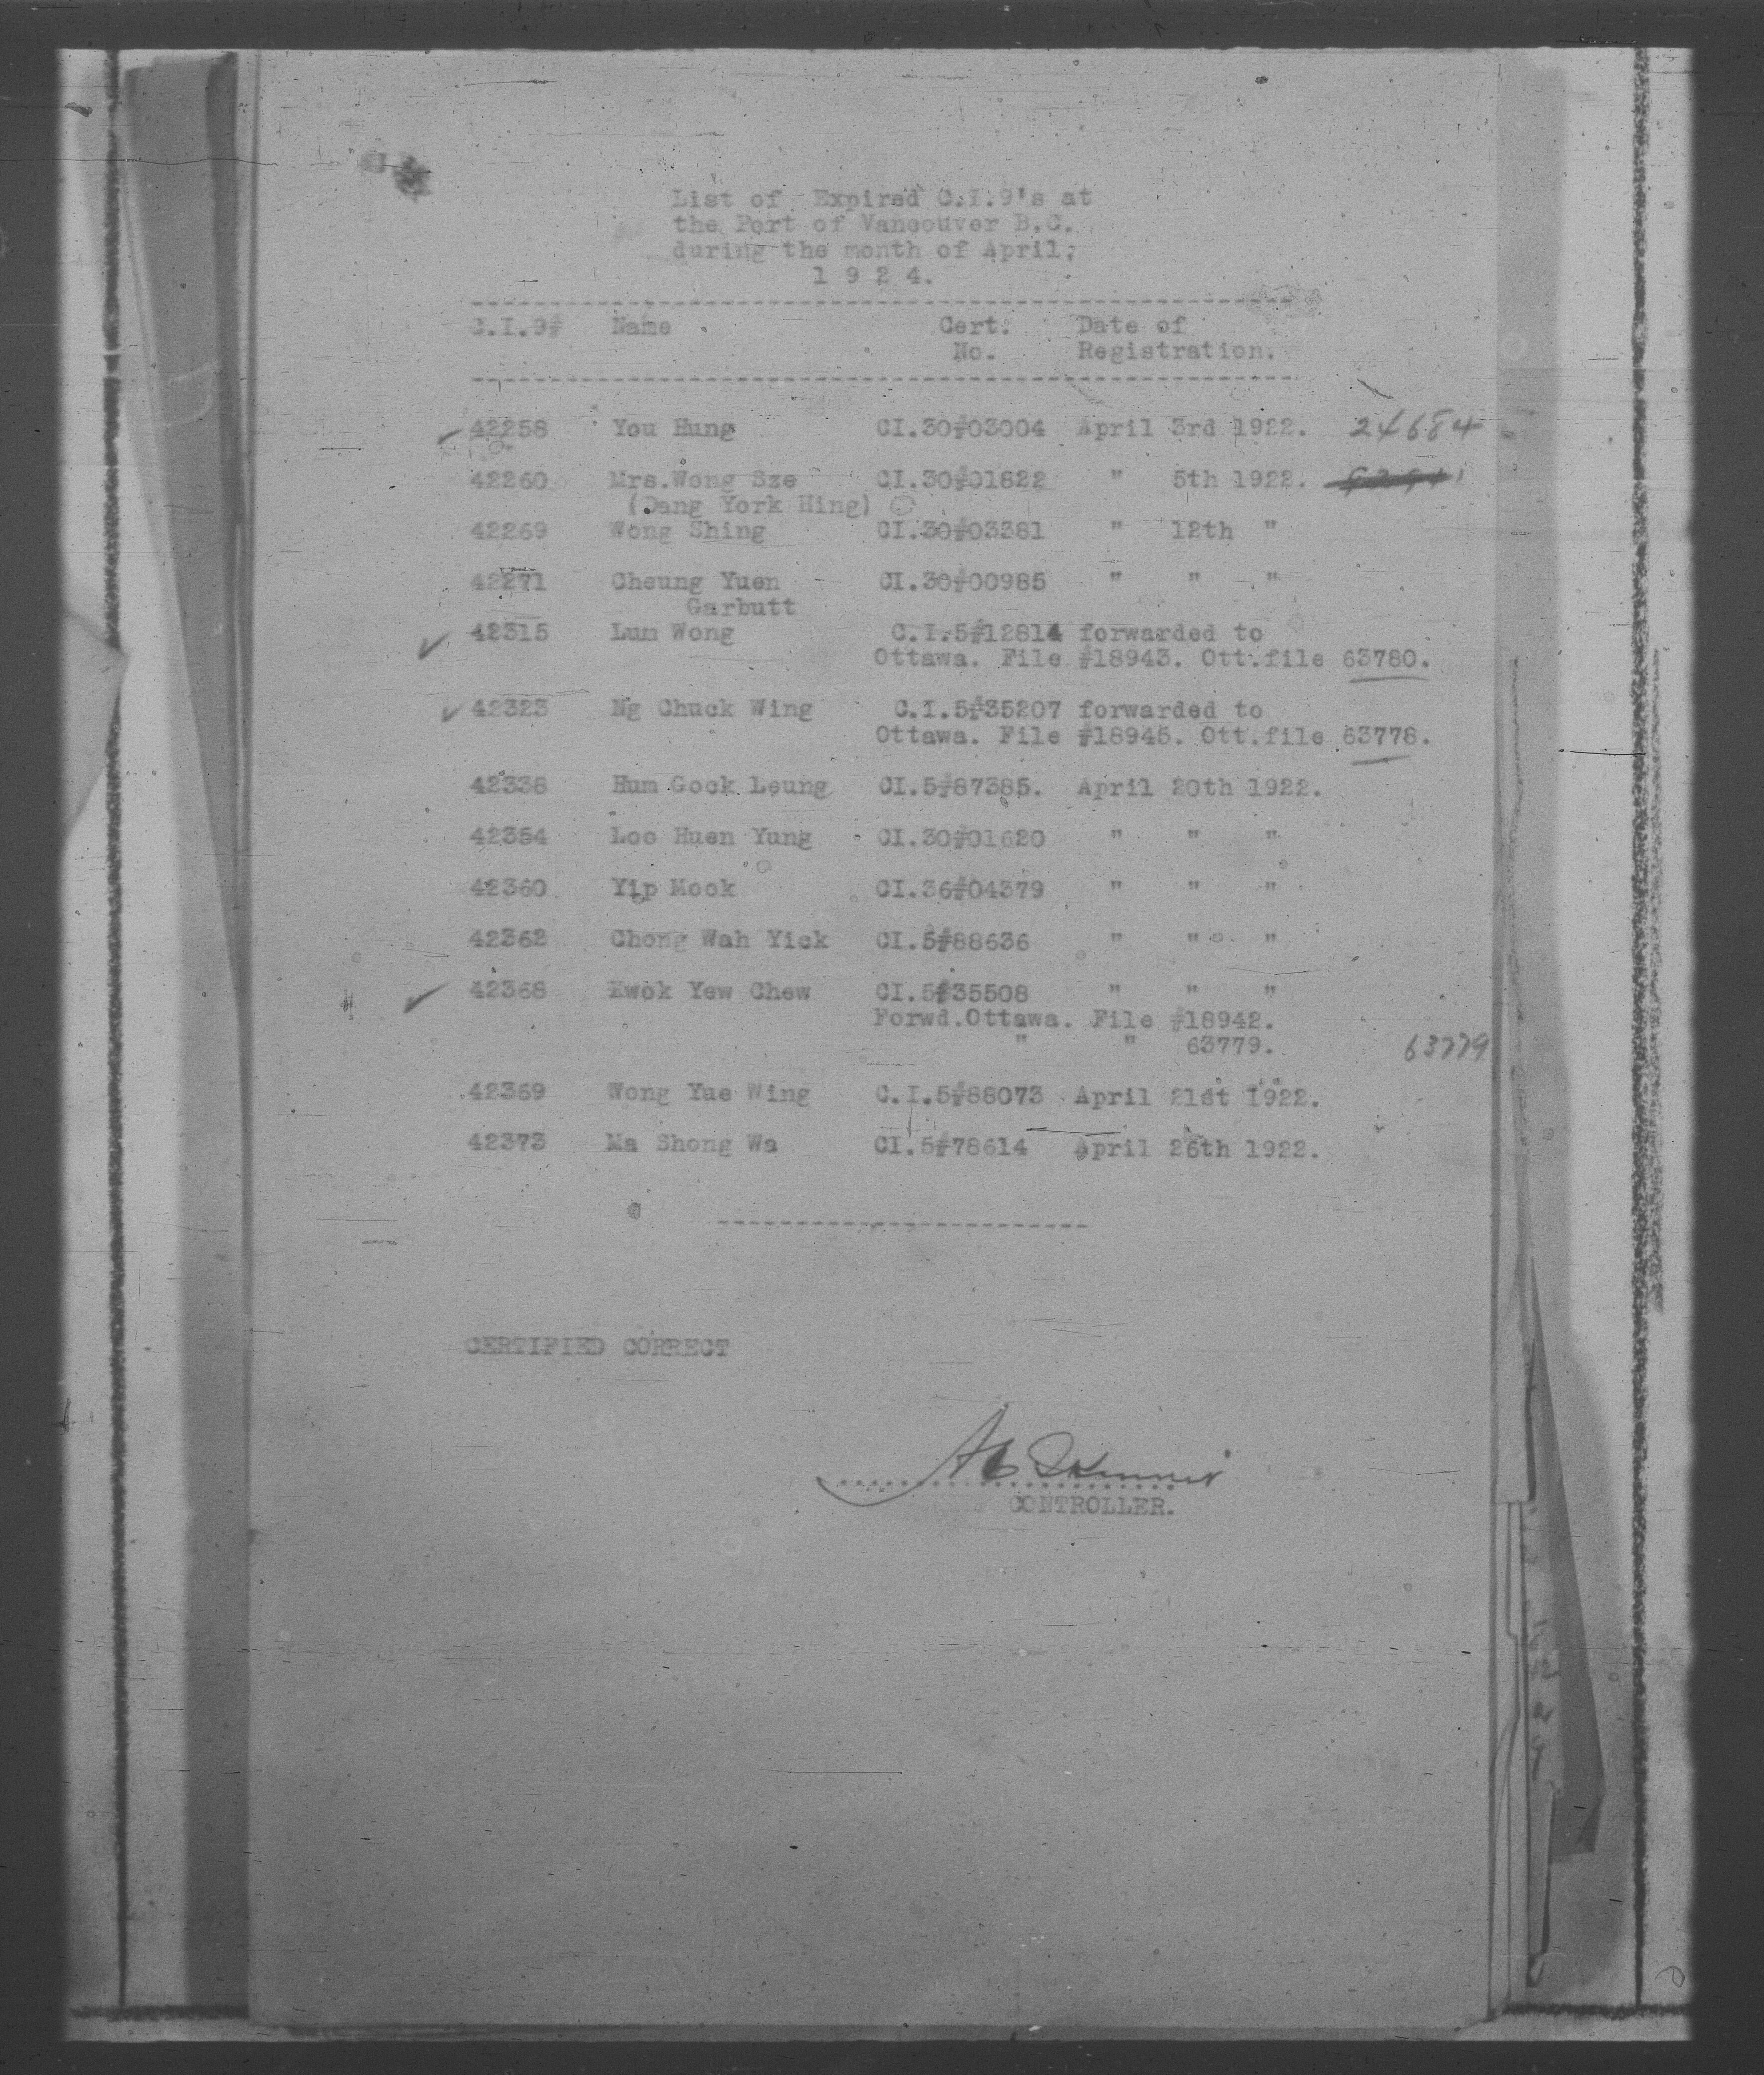 List of Expired C.I.9's at
the Port of Vancouver B.C.
during the month of April,
1 9 2 4.
C.I.9# Name Cert. Date of
No. Registration.
42258 You Hung CI.30#03004 April 3rd 1922. 24684
42260 Mrs.Wong Sze CI.30#01822 " 5th 1922.
(Dang York Hing)
42269 Wong Shing CI.30#03381 " 12th "
42271 Cheung Yuen CI.30#00985 " " "
Garbutt
42315 Lum Wong C.I.5#12814 forwarded to
Ottawa. File #18943. Ott.file 63780.
42323 Ng Chuck Wing C.I.5#35207 forwarded to
Ottawa. File #18945. Ott.file 63778.
42338 Hum Gock Leung CI.5#87385. April 20th 1922.
42354 Loo Huen Yung CI.30#01620 " " "
42360 Yip Mook CI.36#04379 " " "
42362 Chong Wah Yick CI.5#88636 " " "
42368 Kwok Yew Chew CI.5#35508 " " "
Forwd.Ottawa. File #18942.
" " 63779. 63779
42369 Wong Yue Wing C.I.5#88073 April 21st 1922.
42373 Ma Shong Wa CI.5#78614 April 26th 1922.
CERTIFIED CORRECT
Skinner
CONTROLLER.